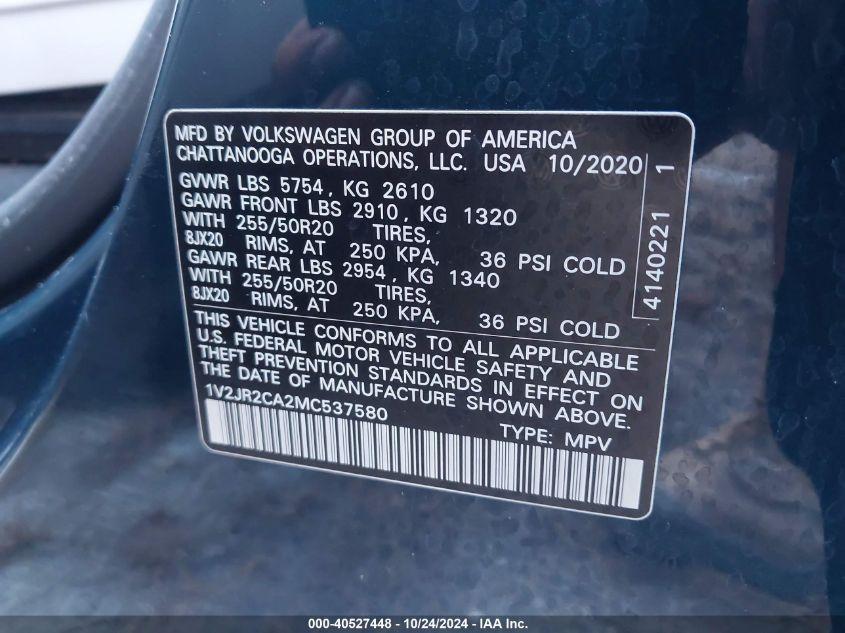 MFD BY VOLKSWAGEN GROUP OF AMERICA
CHATTANOOGA OPERATIONS, LLC. USA 10/2020
GVWR LBS 5754, KG 2610
GAWR FRONT LBS 2910, KG 1320
WITH 255/50R20 TIRES,
8JX20 RIMS, AT 250 KPA, 36 PSI COLD
GAWR REAR LBS 2954, KG 1340
WITH 255/50R20 TIRES,
8JX20 RIMS, AT 250 KPA, 36 PSI COLD
THIS VEHICLE CONFORMS TO ALL APPLICABLE
U.S. FEDERAL MOTOR VEHICLE SAFETY AND
THEFT PREVENTION STANDARDS IN EFFECT ON
THE DATE OF MANUFACTURE SHOWN ABOVE.
1V2JR2CA2MC537580
TYPE: MPV
4140221 1
000-40527448 - 10/24/2024 - IAA Inc.